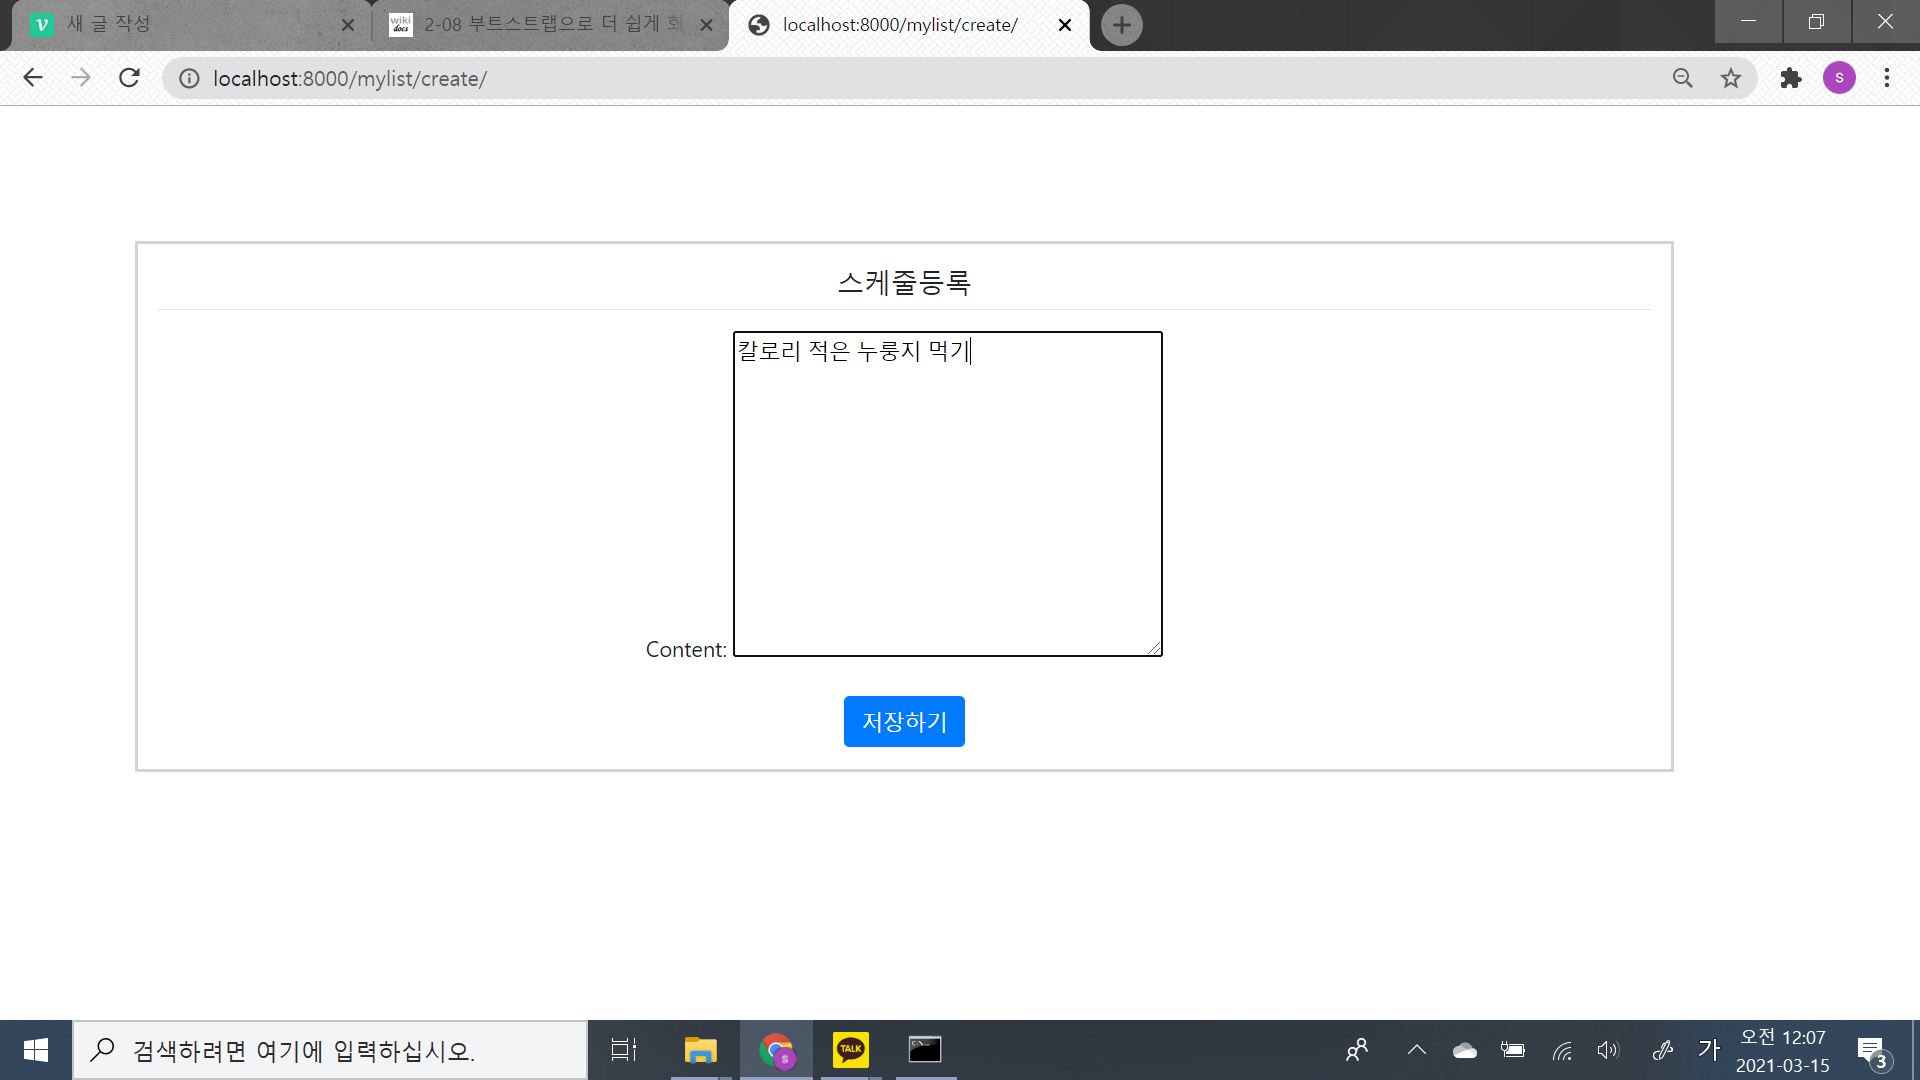 새 글 작성
wiki docs
2-08 부트스트랩으로 더 쉽게 화
localhost:8000/mylist/create/
localhost:8000/mylist/create/
S
스케줄등록
칼로리 적은 누룽지 먹기
Content:
저장하기
검색하려면 여기에 입력하십시오.
S
TALK
C:\
가
오전 12:07
2021-03-15
3